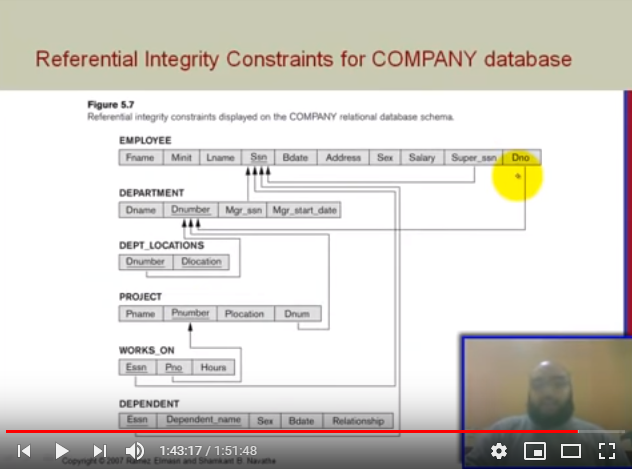 Referential Integrity Constraints for COMPANY database
Figure 5.7
Referential integrity constraints displayed on the COMPANY relational database schema.
EMPLOYEE
Fname Minit Lname Ssn Bdate Address Sex Salary Super_ssn Dno
DEPARTMENT
Dname Dnumber Mgr_ssn Mgr_start_date
DEPT_LOCATIONS
Dnumber Dlocation
PROJECT
Pname Pnumber Plocation Dnum
WORKS_ON
Essn Pno Hours
DEPENDENT
Essn Dependent_name Sex Bdate Relationship
1:43:17 / 1:51:48
Copyright © 2007 Ramez Elmasri and Shamkant B. Navathe